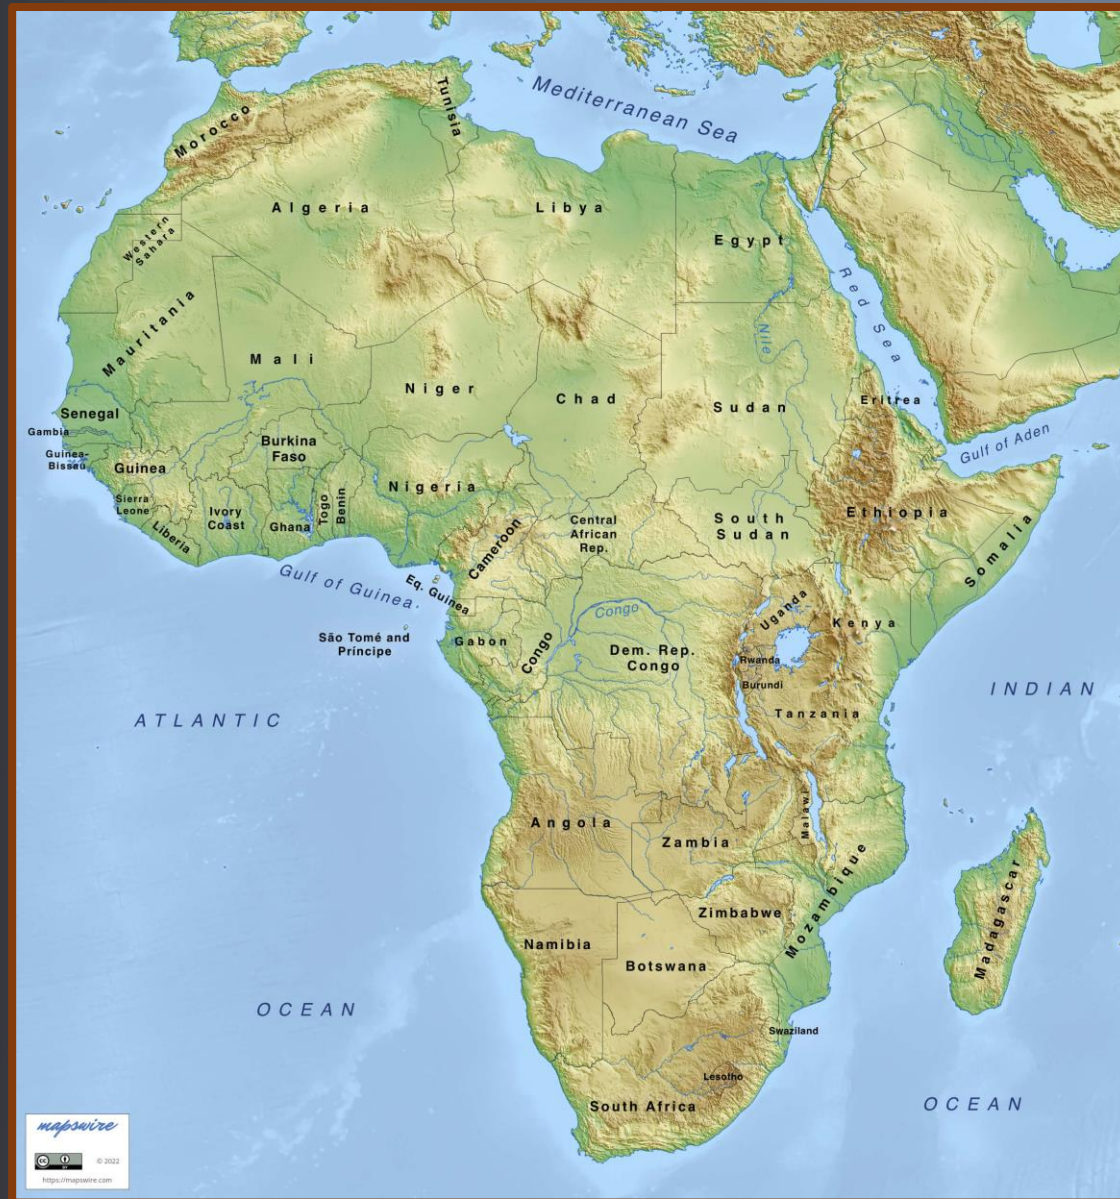 Mediterranean Sea
Morocco
Tunisia
Algeria
Libya
Egypt
Western
Sahara
Red Sea
Mauritania
Mali
Niger
Chad
Nile
Sudan
Eritrea
Gulf of Aden
Senegal
Gambia
Guinea-
Bissau
Guinea
Burkina
Faso
Nigeria
Sierra
Leone
Liberia
Ivory
Coast
Ghana
Togo
Benin
Cameroon
Central
African
Rep.
South
Sudan
Ethiopia
Somalia
Gulf of Guinea
Eq. Guinea
São Tomé and
Príncipe
Gabon
Congo
Congo
Dem. Rep.
Congo
Uganda
Kenya
Rwanda
Burundi
Tanzania
INDIAN
ATLANTIC
Angola
Zambia
Malawi
Mozambique
Madagascar
Zimbabwe
Namibia
Botswana
OCEAN
Swaziland
Lesotho
South Africa
OCEAN
mapswire
cc
BY
© 2022
https://mapswire.com